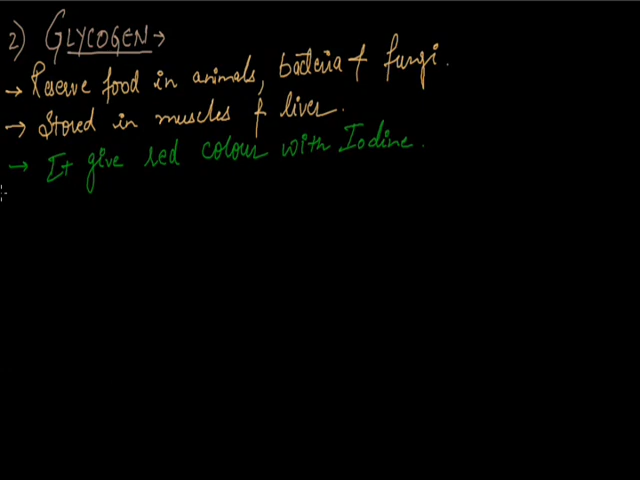 2) GLYCOGEN →
→ Reserve food in animals, bacteria & fungi.
→ Stored in muscles & liver.
→ It give red colour with Iodine.